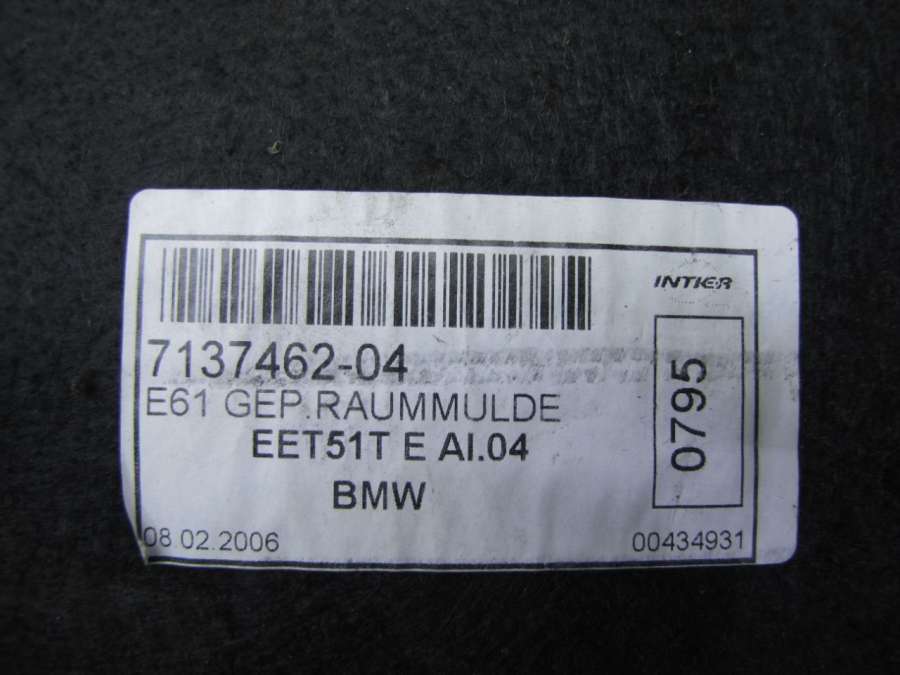 INTIER
7137462-04
0795
E61 GEP.RAUMMULDE
EET51T E AI.04
BMW
08.02.2006
00434931